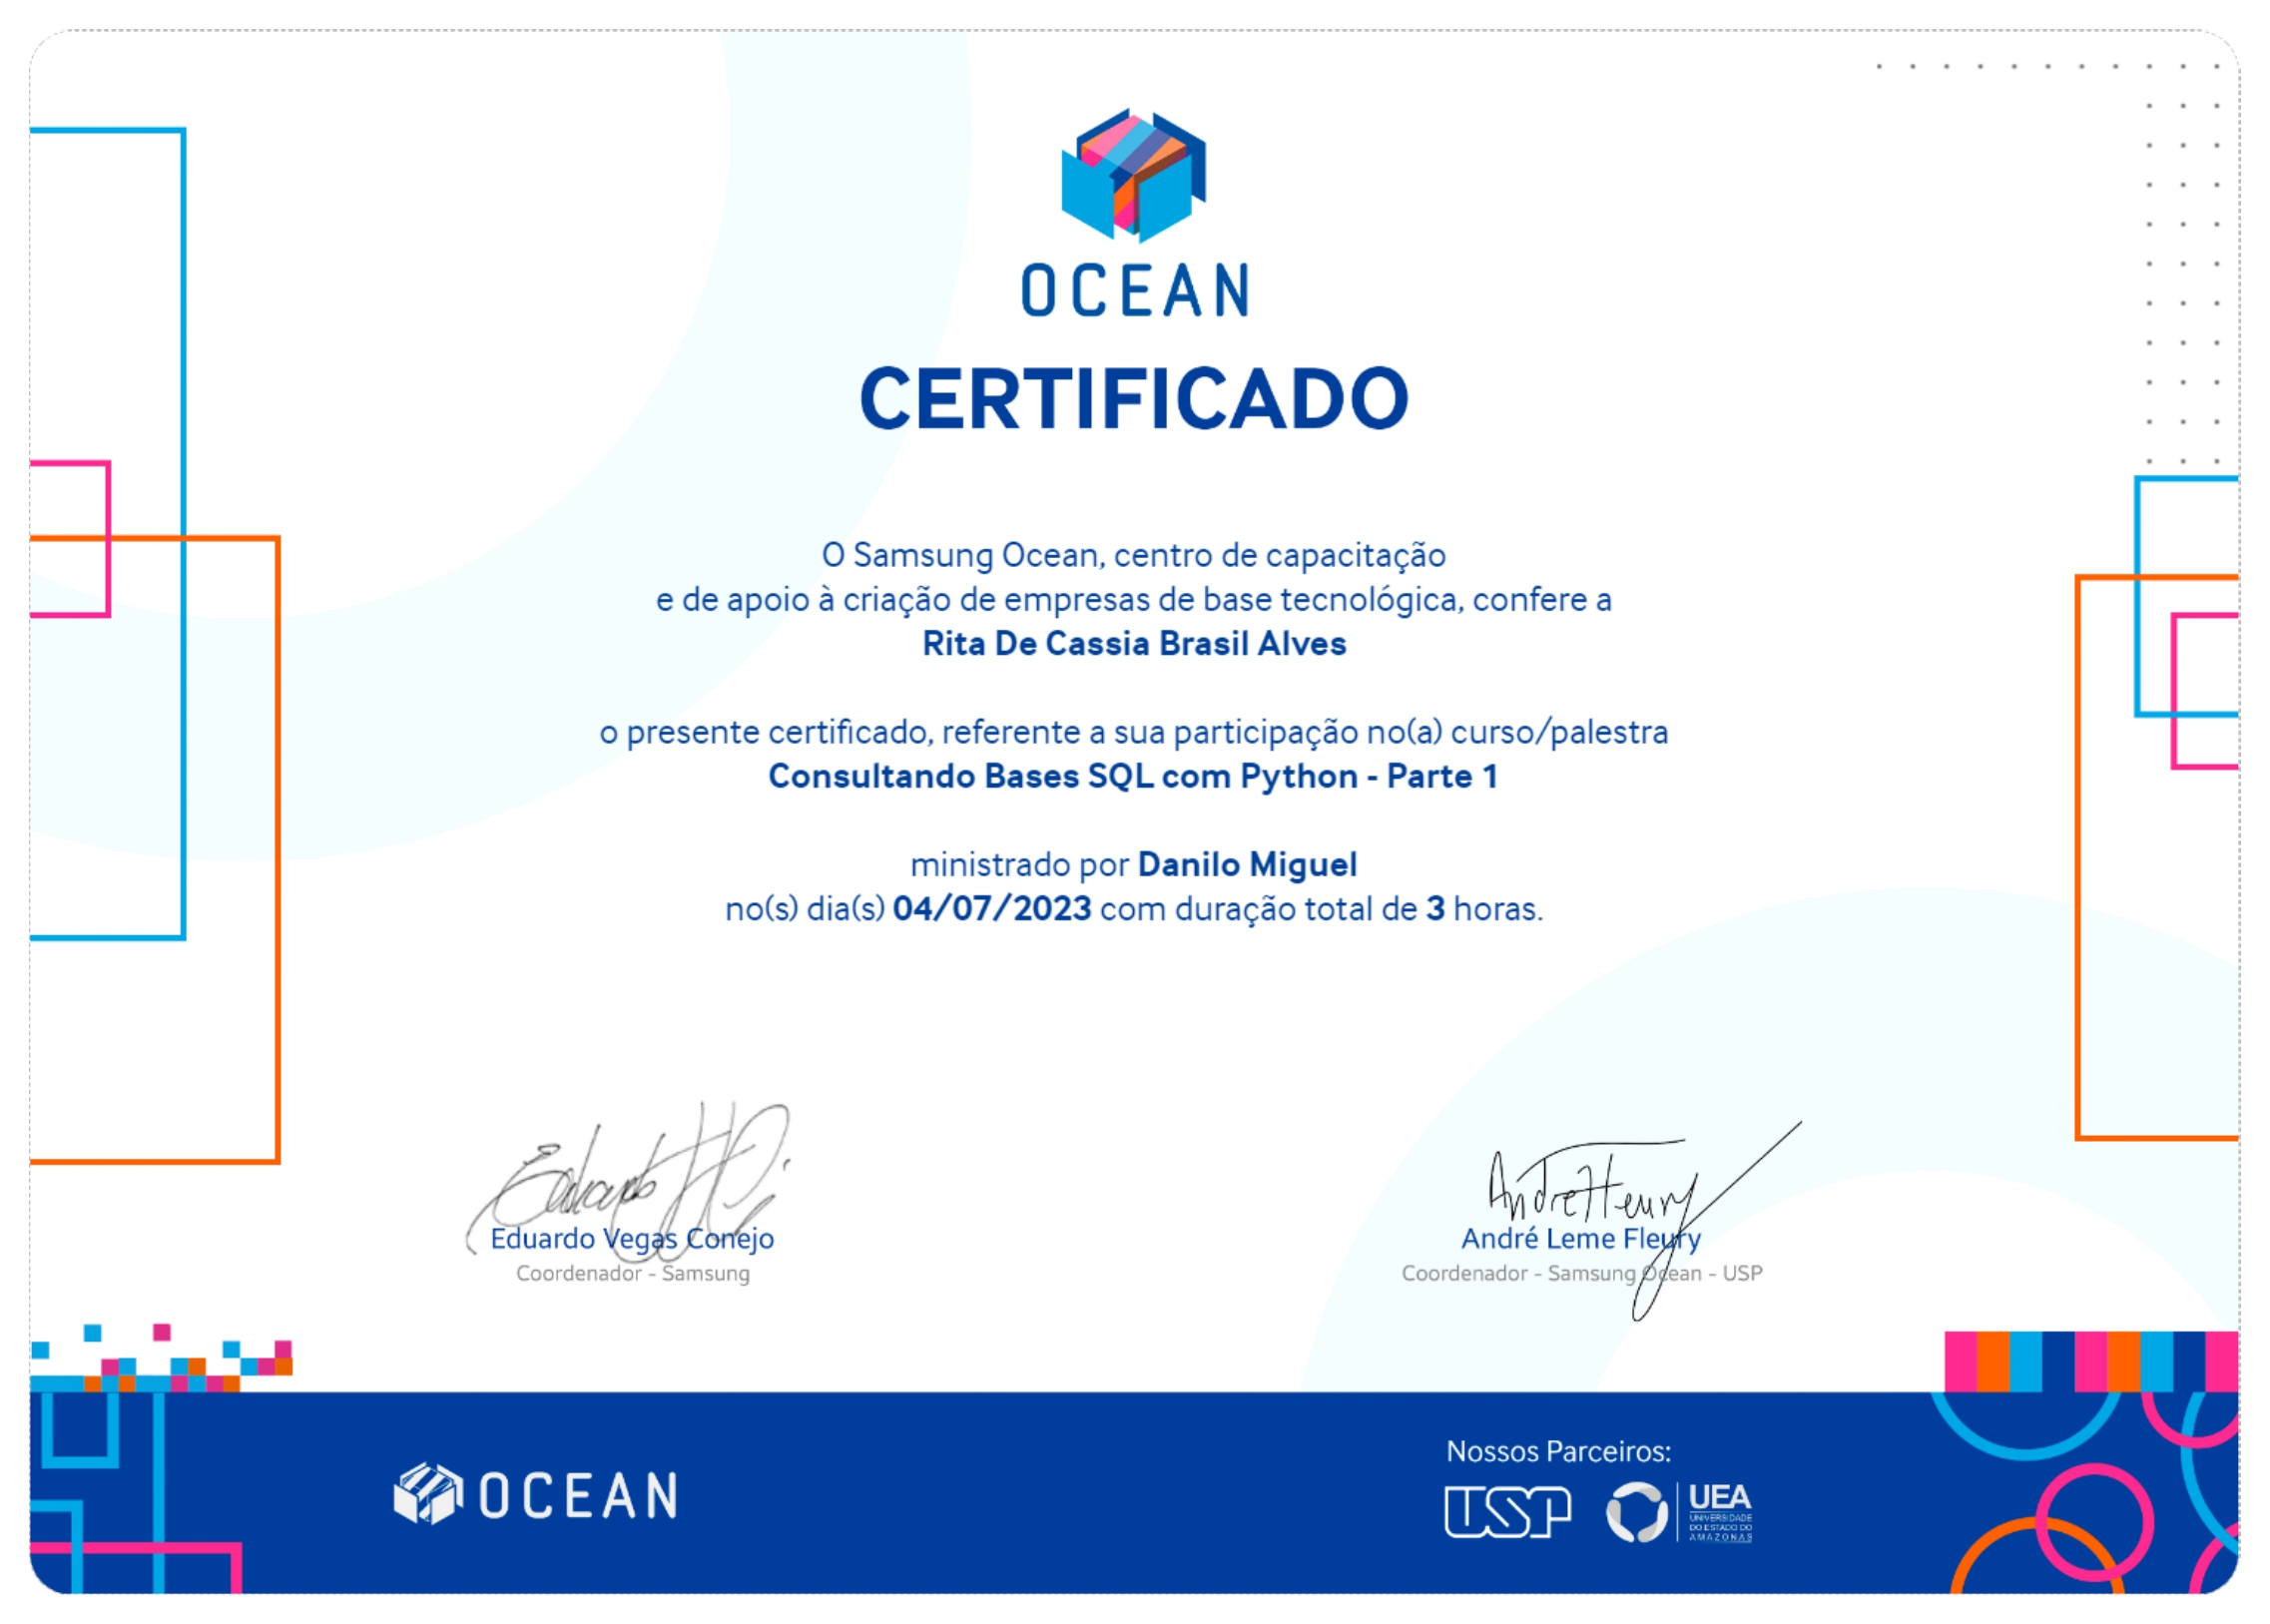 OCEAN
CERTIFICADO
O Samsung Ocean, centro de capacitação
e de apoio à criação de empresas de base tecnológica, confere a
Rita De Cassia Brasil Alves
o presente certificado, referente a sua participação no(a) curso/palestra
Consultando Bases SQL com Python - Parte 1
ministrado por Danilo Miguel
no(s) dia(s) 04/07/2023 com duração total de 3 horas.
Eduardo Vegas Conejo
Coordenador - Samsung
André Leme Fleury
Coordenador - Samsung Ocean - USP
OCEAN
Nossos Parceiros:
USP
UEA
UNIVERSIDADE
DO ESTADO DO
AMAZONAS